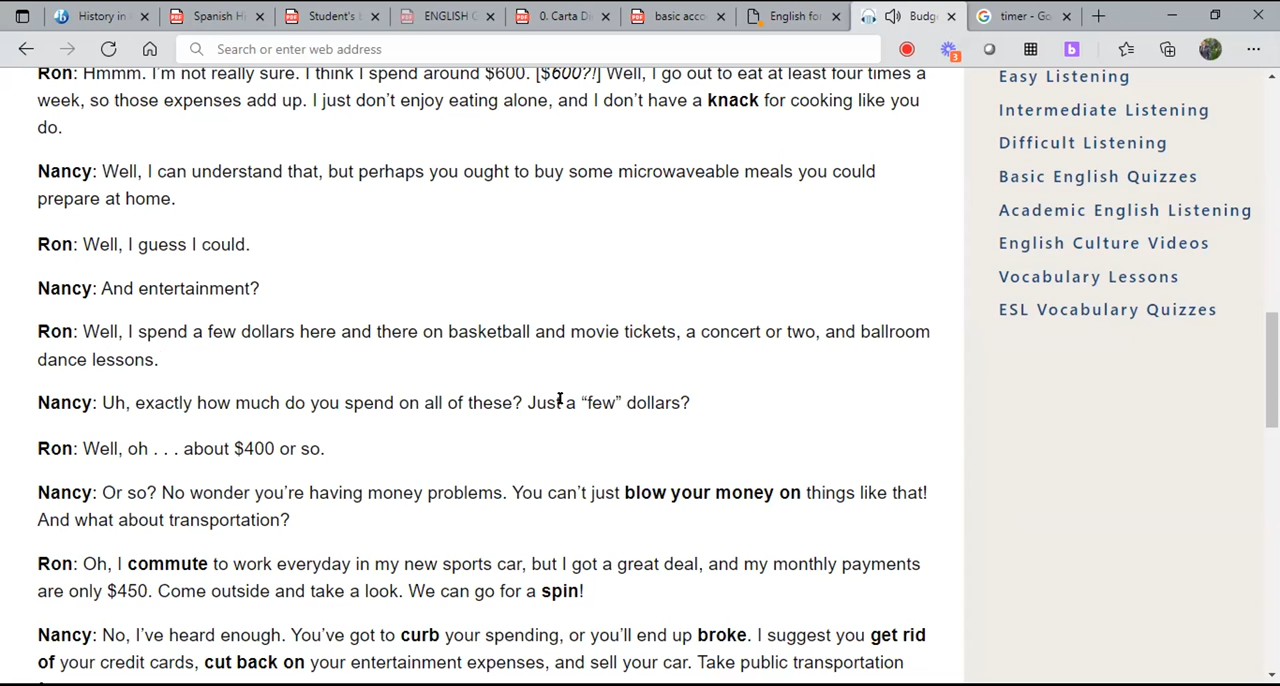 History in
Spanish H
Student's
ENGLISH
0. Carta Di
basic acco
English fo
Budg
timer - Go
Search or enter web address
3
Ron: Hmmm. I'm not really sure. I think I spend around $600. [$600?!] Well, I go out to eat at least four times a
week, so those expenses add up. I just don't enjoy eating alone, and I don't have a knack for cooking like you
do.
Nancy: Well, I can understand that, but perhaps you ought to buy some microwaveable meals you could
prepare at home.
Ron: Well, I guess I could.
Nancy: And entertainment?
Ron: Well, I spend a few dollars here and there on basketball and movie tickets, a concert or two, and ballroom
dance lessons.
Nancy: Uh, exactly how much do you spend on all of these? Just a “few” dollars?
Ron: Well, oh . . . about $400 or so.
Nancy: Or so? No wonder you're having money problems. You can't just blow your money on things like that!
And what about transportation?
Ron: Oh, I commute to work everyday in my new sports car, but I got a great deal, and my monthly payments
are only $450. Come outside and take a look. We can go for a spin!
Nancy: No, I've heard enough. You've got to curb your spending, or you'll end up broke. I suggest you get rid
of your credit cards, cut back on your entertainment expenses, and sell your car. Take public transportation
Easy Listening
Intermediate Listening
Difficult Listening
Basic English Quizzes
Academic English Listening
English Culture Videos
Vocabulary Lessons
ESL Vocabulary Quizzes